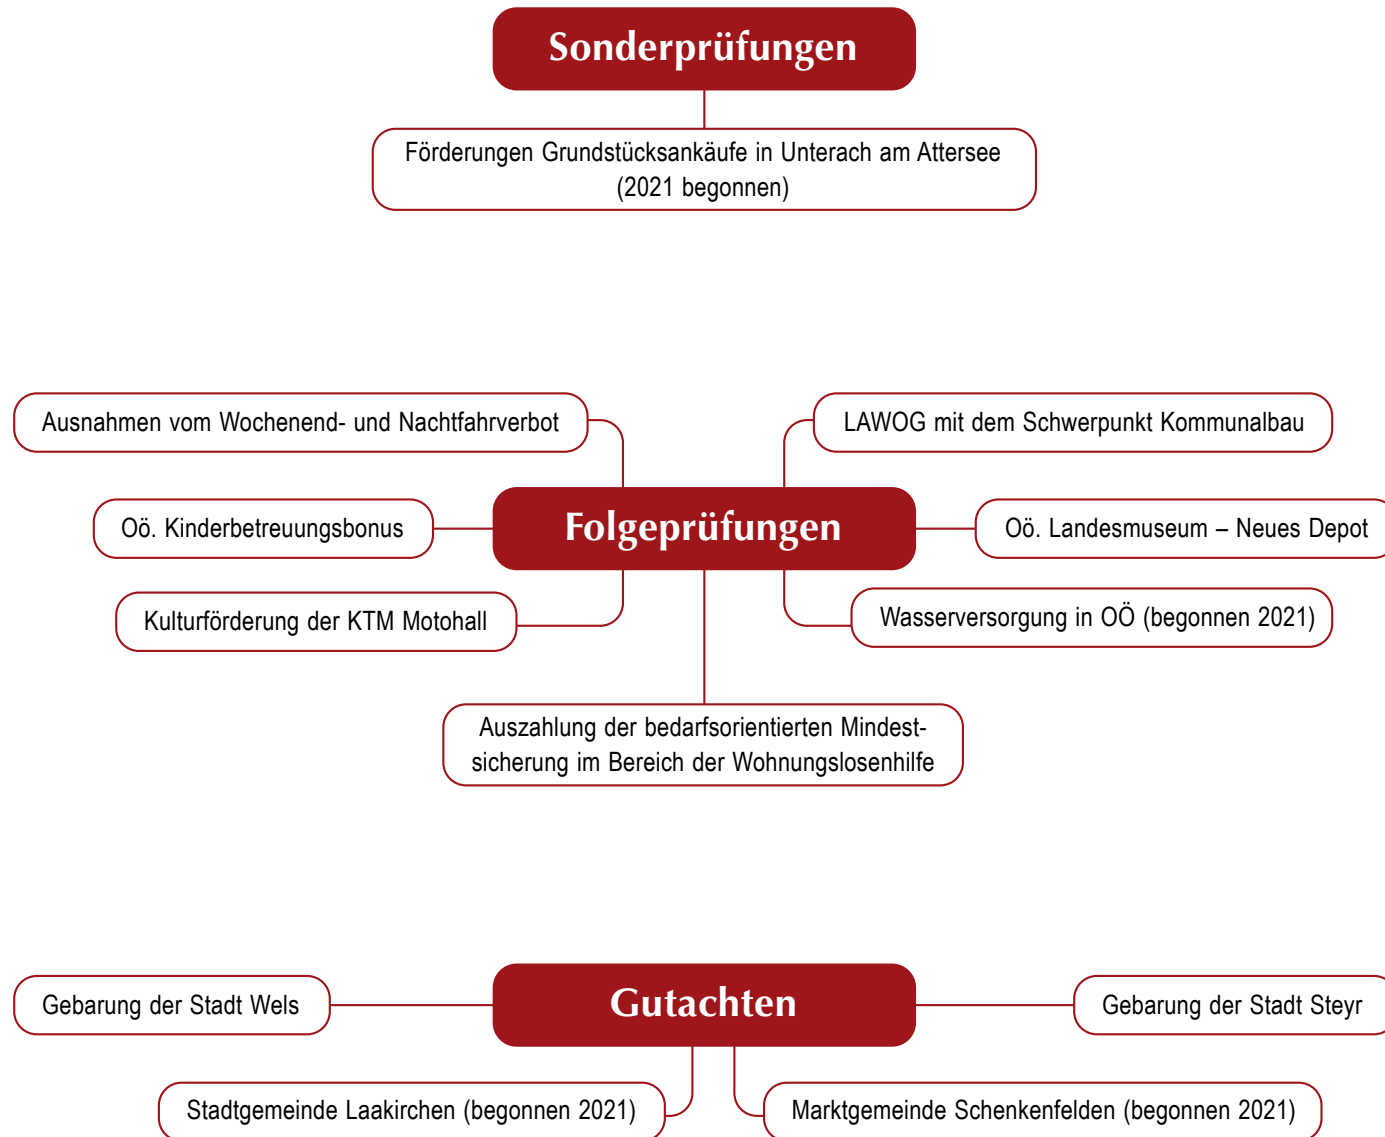 Sonderprüfungen
Förderungen Grundstücksankäufe in Unterach am Attersee
(2021 begonnen)
Ausnahmen vom Wochenend- und Nachtfahrverbot
LAWOG mit dem Schwerpunkt Kommunalbau
Oö. Kinderbetreuungsbonus
Folgeprüfungen
Oö. Landesmuseum – Neues Depot
Kulturförderung der KTM Motohall
Wasserversorgung in OÖ (begonnen 2021)
Auszahlung der bedarfsorientierten Mindest-
sicherung im Bereich der Wohnungslosenhilfe
Gebarung der Stadt Wels
Gutachten
Gebarung der Stadt Steyr
Stadtgemeinde Laakirchen (begonnen 2021)
Marktgemeinde Schenkenfelden (begonnen 2021)